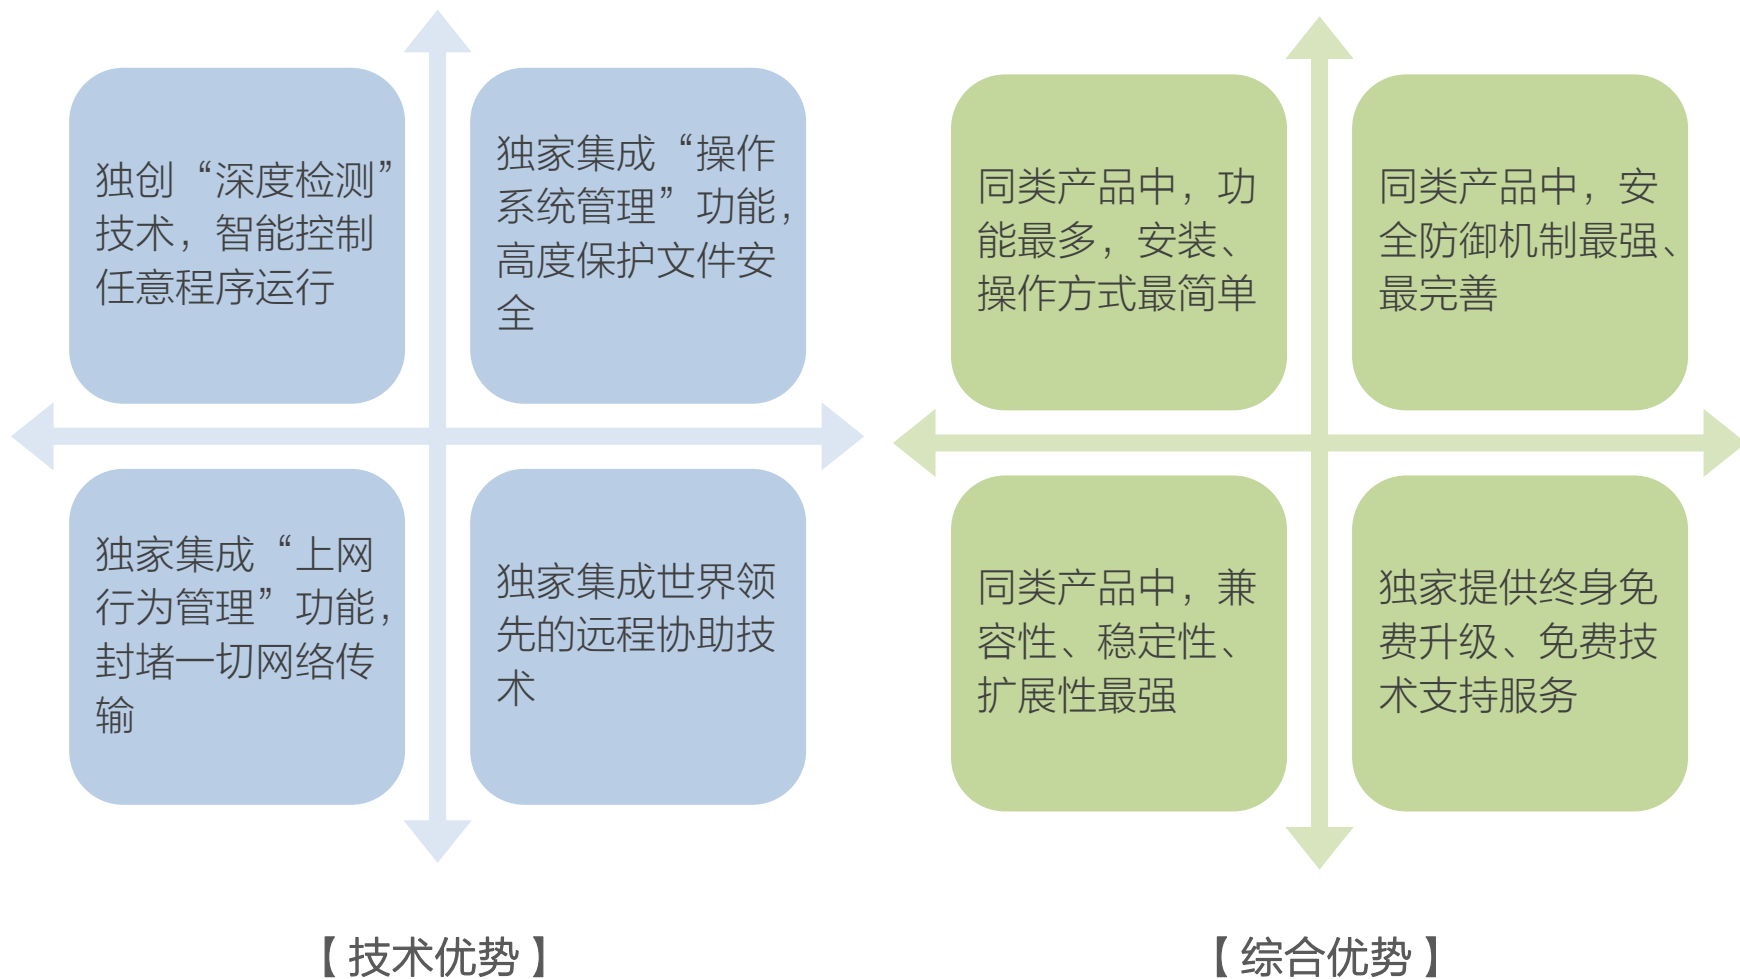 独创“深度检测”
技术，智能控制
任意程序运行
独家集成“操作
系统管理”功能，
高度保护文件安
全
独家集成“上网
行为管理”功能，
封堵一切网络传
输
独家集成世界领
先的远程协助技
术
【 技术优势 】
同类产品中，功
能最多，安装、
操作方式最简单
同类产品中，安
全防御机制最强、
最完善
同类产品中，兼
容性、稳定性、
扩展性最强
独家提供终身免
费升级、免费技
术支持服务
【 综合优势 】